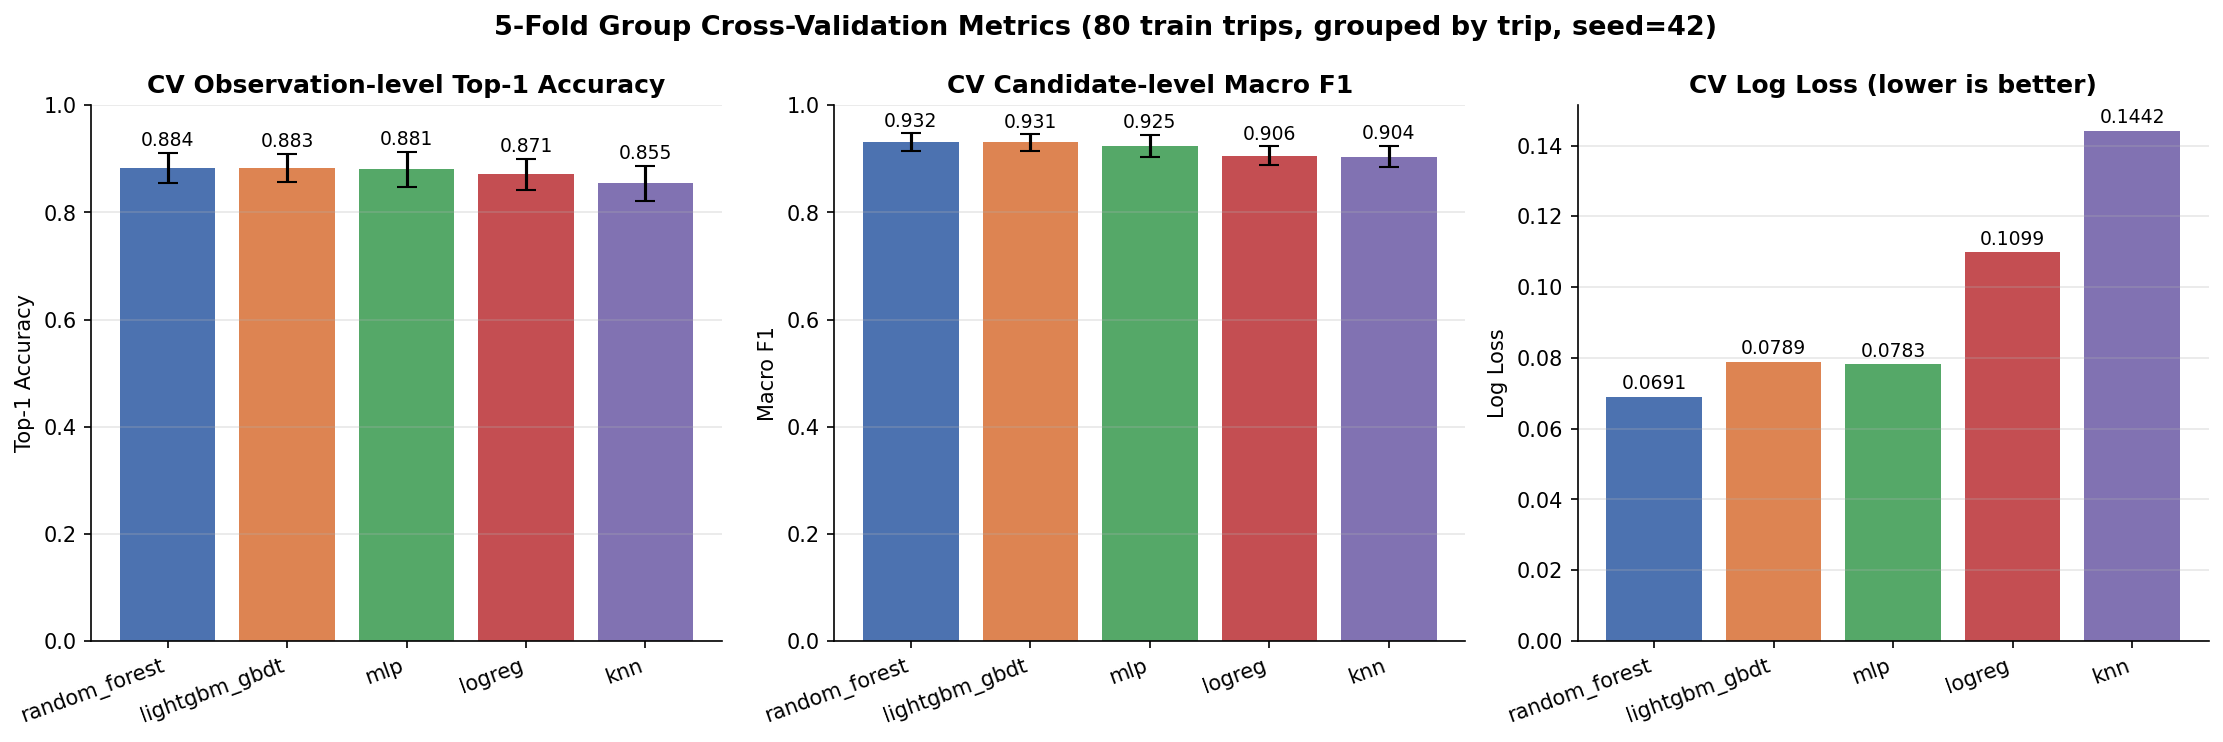 5-Fold Group Cross-Validation Metrics (80 train trips, grouped by trip, seed=42)
CV Observation-level Top-1 Accuracy
Top-1 Accuracy
1.0
0.8
0.6
0.4
0.2
0.0
0.884
0.883
0.881
0.871
0.855
random_forest
lightgbm_gbdt
mlp
logreg
knn
CV Candidate-level Macro F1
Macro F1
1.0
0.8
0.6
0.4
0.2
0.0
0.932
0.931
0.925
0.906
0.904
random_forest
lightgbm_gbdt
mlp
logreg
knn
CV Log Loss (lower is better)
Log Loss
0.14
0.12
0.10
0.08
0.06
0.04
0.02
0.00
0.0691
0.0789
0.0783
0.1099
0.1442
random_forest
lightgbm_gbdt
mlp
logreg
knn